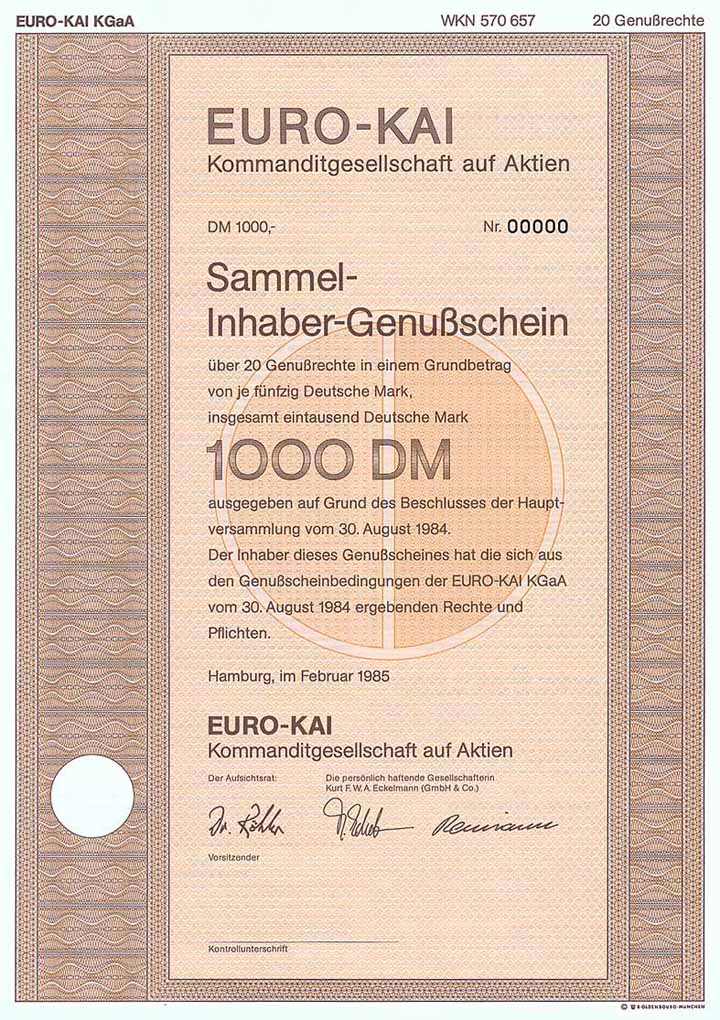 EURO-KAI KGaA WKN 570 657 20 Genußrechte
EURO-KAI
Kommanditgesellschaft auf Aktien
DM 1000,- Nr. 00000
Sammel-
Inhaber-Genußschein
über 20 Genußrechte in einem Grundbetrag
von je fünfzig Deutsche Mark,
insgesamt eintausend Deutsche Mark
1000 DM
ausgegeben auf Grund des Beschlusses der Haupt-
versammlung vom 30. August 1984.
Der Inhaber dieses Genußscheines hat die sich aus
den Genußscheinbedingungen der EURO-KAI KGaA
vom 30. August 1984 ergebenden Rechte und
Pflichten.
Hamburg, im Februar 1985
EURO-KAI
Kommanditgesellschaft auf Aktien
Der Aufsichtsrat: Die persönlich haftende Gesellschafterin
Kurt F. W. A. Eckelmann (GmbH & Co.)
Vorsitzender
Kontrollunterschrift
R·OLDENBOURG·MÜNCHEN